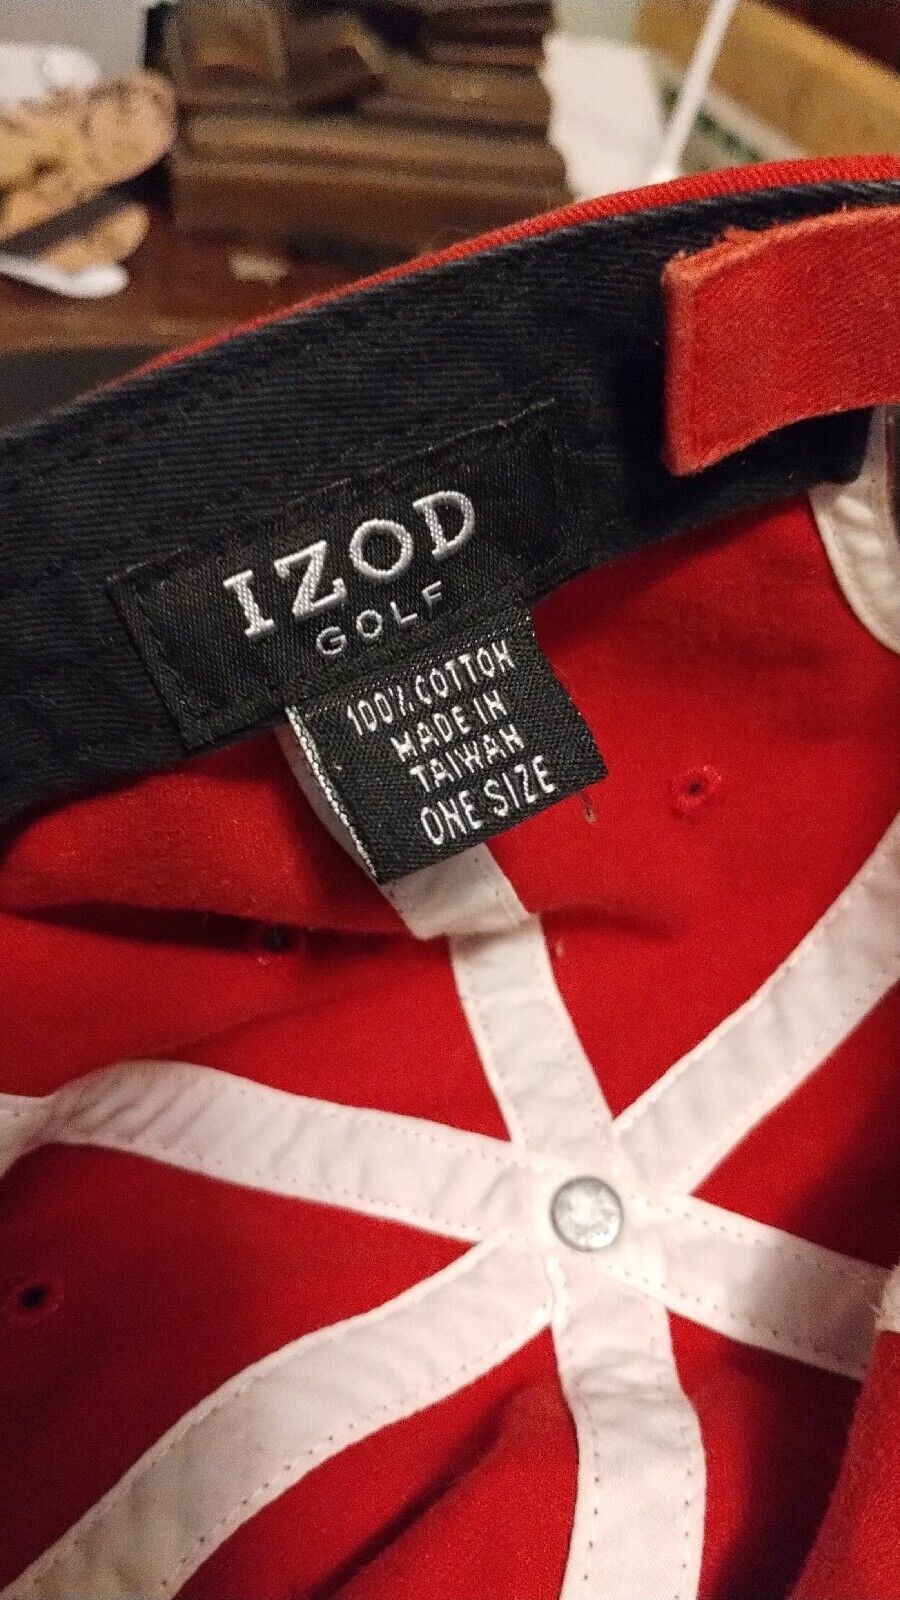 IZOD
GOLF
100% COTTON
MADE IN
TAIWAN
ONE SIZE